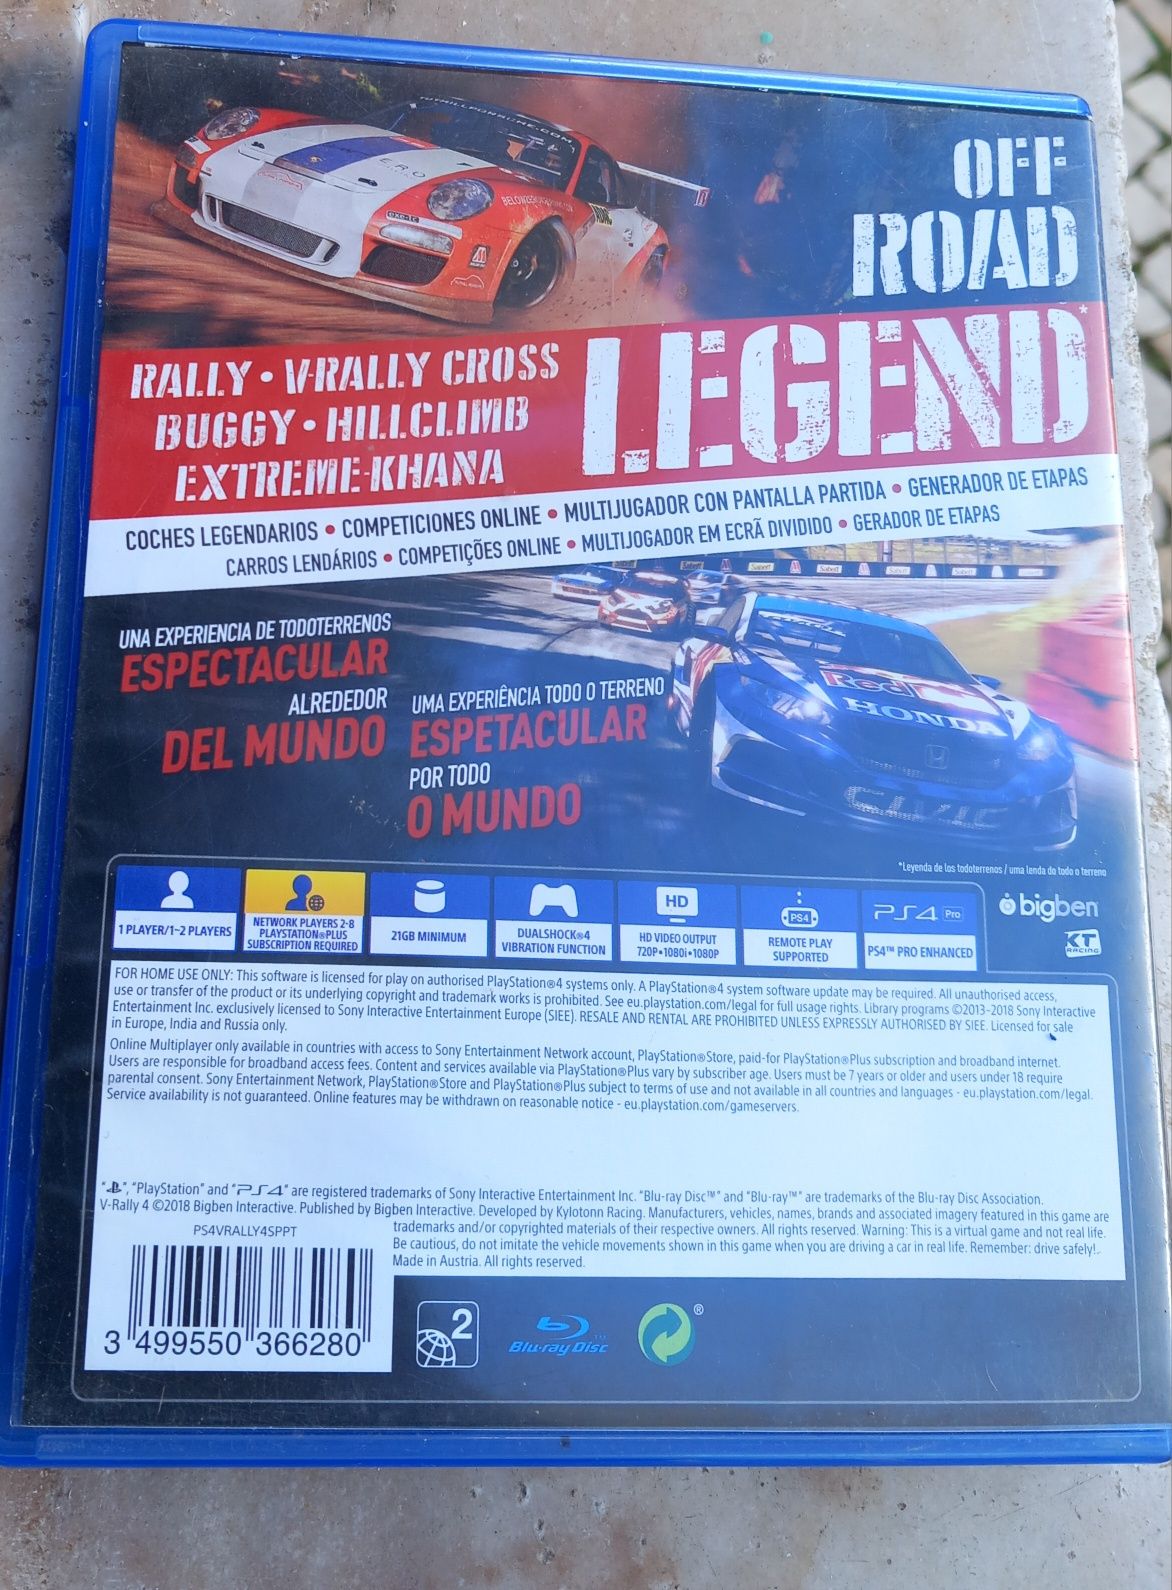 TOYHILLPORSCHE.COM
exe-tc
OFF
ROAD
LEGEND*
RALLY • V-RALLY CROSS
BUGGY • HILLCLIMB
EXTREME-KHANA
COCHES LEGENDARIOS • COMPETICIONES ONLINE • MULTIJUGADOR CON PANTALLA PARTIDA • GENERADOR DE ETAPAS
CARROS LENDÁRIOS • COMPETIÇÕES ONLINE • MULTIJOGADOR EM ECRÃ DIVIDIDO • GERADOR DE ETAPAS
Sabelt Sabelt Sabelt Sabelt Sabelt
Red
HONDA
CIVIC
UNA EXPERIENCIA DE TODOTERRENOS
ESPECTACULAR
ALREDEDOR
DEL MUNDO
UMA EXPERIÊNCIA TODO O TERRENO
ESPETACULAR
POR TODO
O MUNDO
*Leyenda de los todoterrenos / uma lenda do todo o terreno
1 PLAYER/1-2 PLAYERS
NETWORK PLAYERS 2-8
PLAYSTATION®PLUS
SUBSCRIPTION REQUIRED
21GB MINIMUM
DUALSHOCK®4
VIBRATION FUNCTION
HD
HD VIDEO OUTPUT
720P•1080i•1080P
PS4
REMOTE PLAY
SUPPORTED
PS4 Pro
PS4™ PRO ENHANCED
bigben
KT
RACING
FOR HOME USE ONLY: This software is licensed for play on authorised PlayStation®4 systems only. A PlayStation®4 system software update may be required. All unauthorised access,
use or transfer of the product or its underlying copyright and trademark works is prohibited. See eu.playstation.com/legal for full usage rights. Library programs ©2013-2018 Sony Interactive
Entertainment Inc. exclusively licensed to Sony Interactive Entertainment Europe (SIEE). RESALE AND RENTAL ARE PROHIBITED UNLESS EXPRESSLY AUTHORISED BY SIEE. Licensed for sale
in Europe, India and Russia only.
Online Multiplayer only available in countries with access to Sony Entertainment Network account, PlayStation®Store, paid-for PlayStation®Plus subscription and broadband internet.
Users are responsible for broadband access fees. Content and services available via PlayStation®Plus vary by subscriber age. Users must be 7 years or older and users under 18 require
parental consent. Sony Entertainment Network, PlayStation®Store and PlayStation®Plus subject to terms of use and not available in all countries and languages - eu.playstation.com/legal.
Service availability is not guaranteed. Online features may be withdrawn on reasonable notice - eu.playstation.com/gameservers.
"PS", "PlayStation" and "PS4" are registered trademarks of Sony Interactive Entertainment Inc. "Blu-ray Disc™" and "Blu-ray™" are trademarks of the Blu-ray Disc Association.
V-Rally 4 ©2018 Bigben Interactive. Published by Bigben Interactive. Developed by Kylotonn Racing. Manufacturers, vehicles, names, brands and associated imagery featured in this game are
trademarks and/or copyrighted materials of their respective owners. All rights reserved. Warning: This is a virtual game and not real life.
Be cautious, do not imitate the vehicle movements shown in this game when you are driving a car in real life. Remember: drive safely!.
Made in Austria. All rights reserved.
PS4VRALLY4SPPT
3 499550 366280
2
Blu-ray Disc™
®